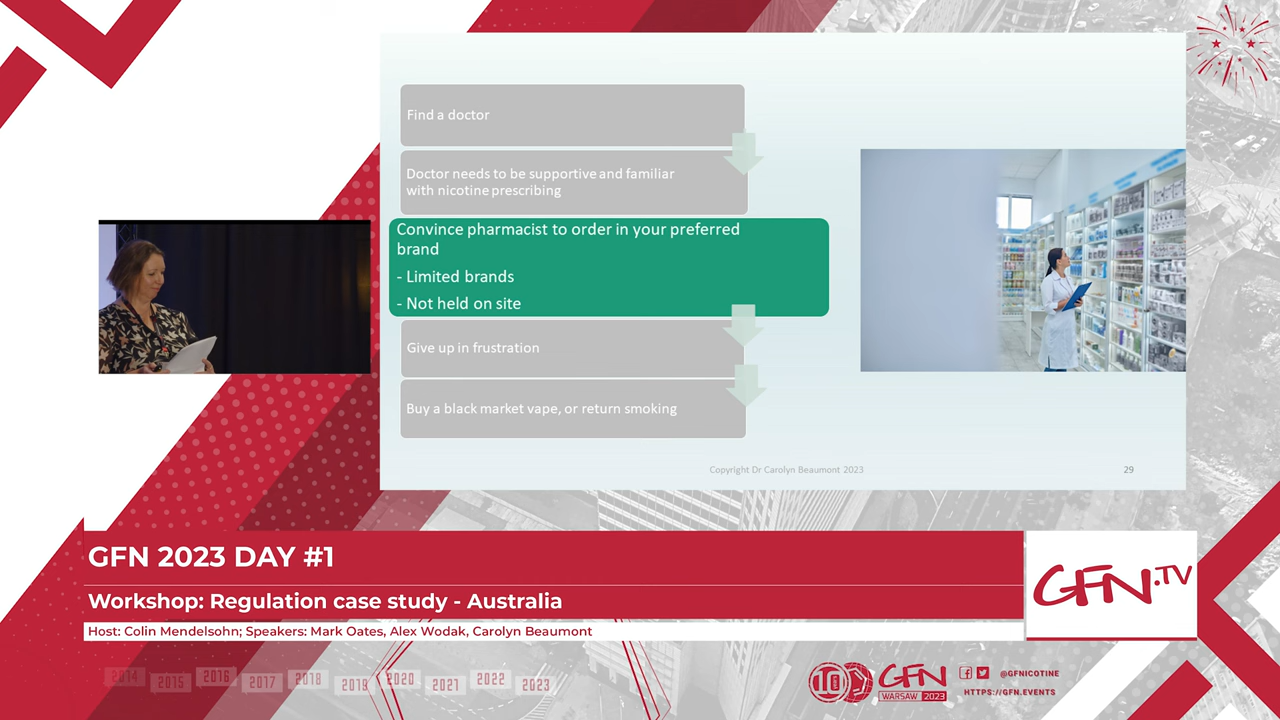 Find a doctor
Doctor needs to be supportive and familiar
with nicotine prescribing
Convince pharmacist to order in your preferred
brand
- Limited brands
- Not held on site
Give up in frustration
Buy a black market vape, or return smoking
Copyright Dr Carolyn Beaumont 2023
29
GFN 2023 DAY #1
Workshop: Regulation case study - Australia
Host: Colin Mendelsohn; Speakers: Mark Oates, Alex Wodak, Carolyn Beaumont
GFN.TV
2014
2015
2016
2017
2018
2019
2020
2021
2022
2023
10
GFN
WARSAW 2023
@GFNICOTINE
HTTPS://GFN.EVENTS